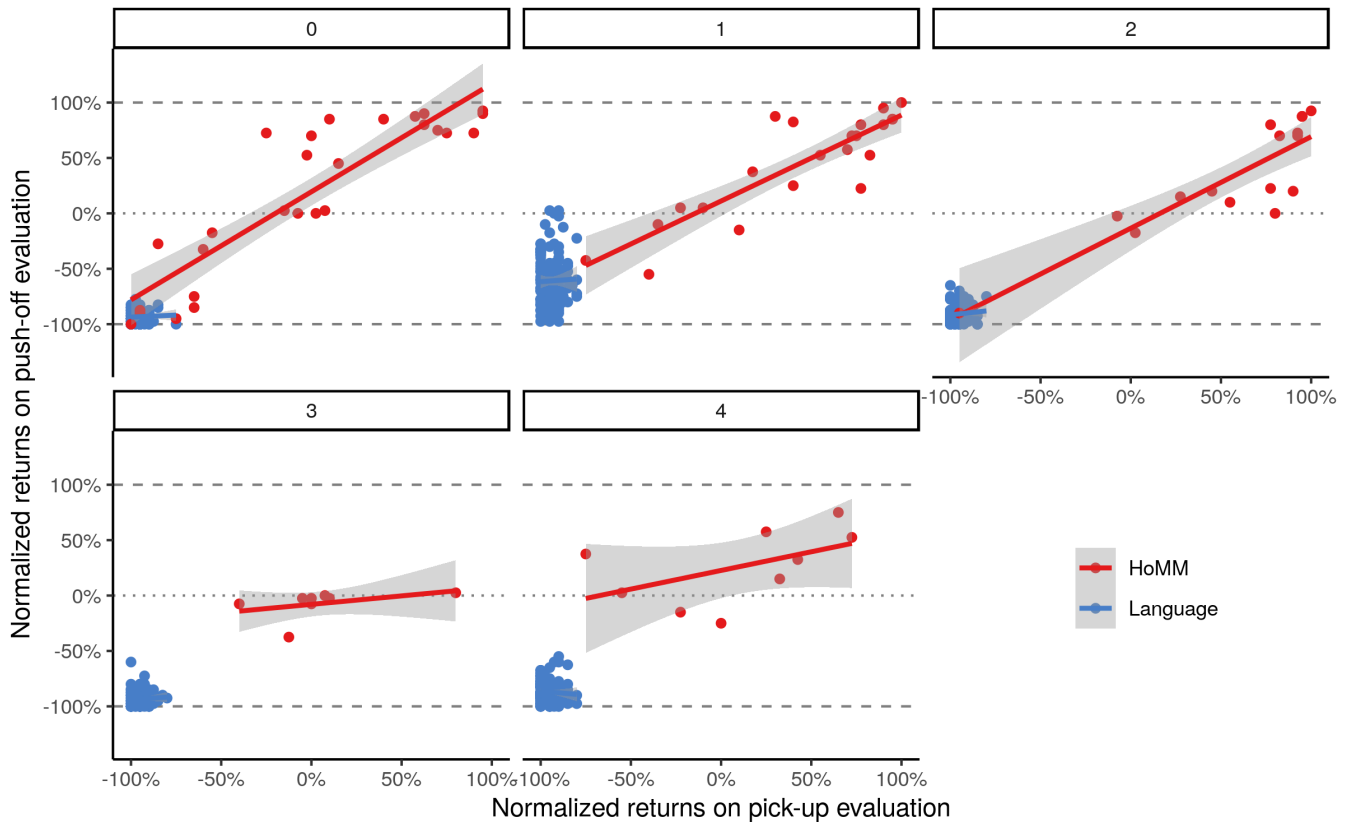 0 1 2
100%
50%
0%
-50%
-100%
-100% -50% 0% 50% 100%
3 4
100%
50%
0%
-50%
-100%
-100% -50% 0% 50% 100%
-100% -50% 0% 50% 100%
HoMM
Language
Normalized returns on pick-up evaluation
Normalized returns on push-off evaluation